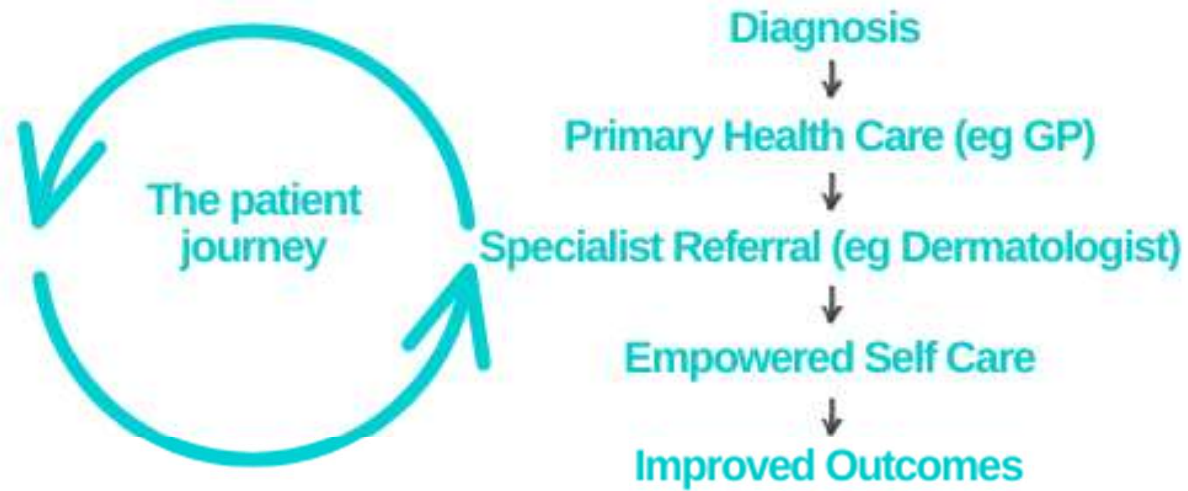 The patient
journey
Diagnosis
Primary Health Care (eg GP)
Specialist Referral (eg Dermatologist)
Empowered Self Care
Improved Outcomes